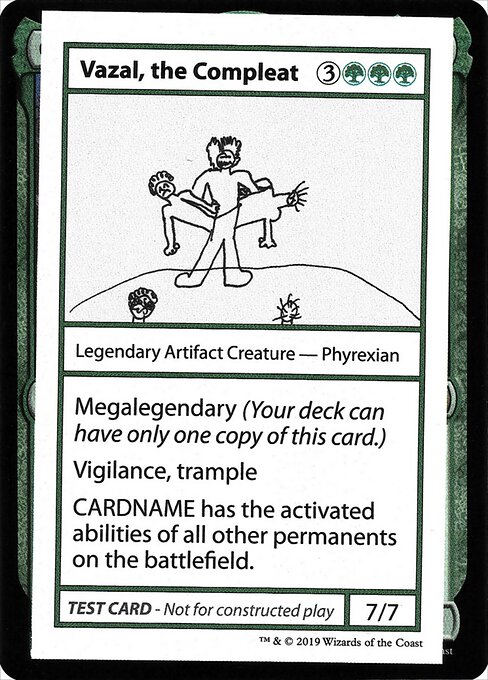 Vazal, the Compleat 3
Legendary Artifact Creature — Phyrexian
Megalegendary (Your deck can
have only one copy of this card.)
Vigilance, trample
CARDNAME has the activated
abilities of all other permanents
on the battlefield.
TEST CARD - Not for constructed play 7/7
™ & © 2019 Wizards of the Coast
ast